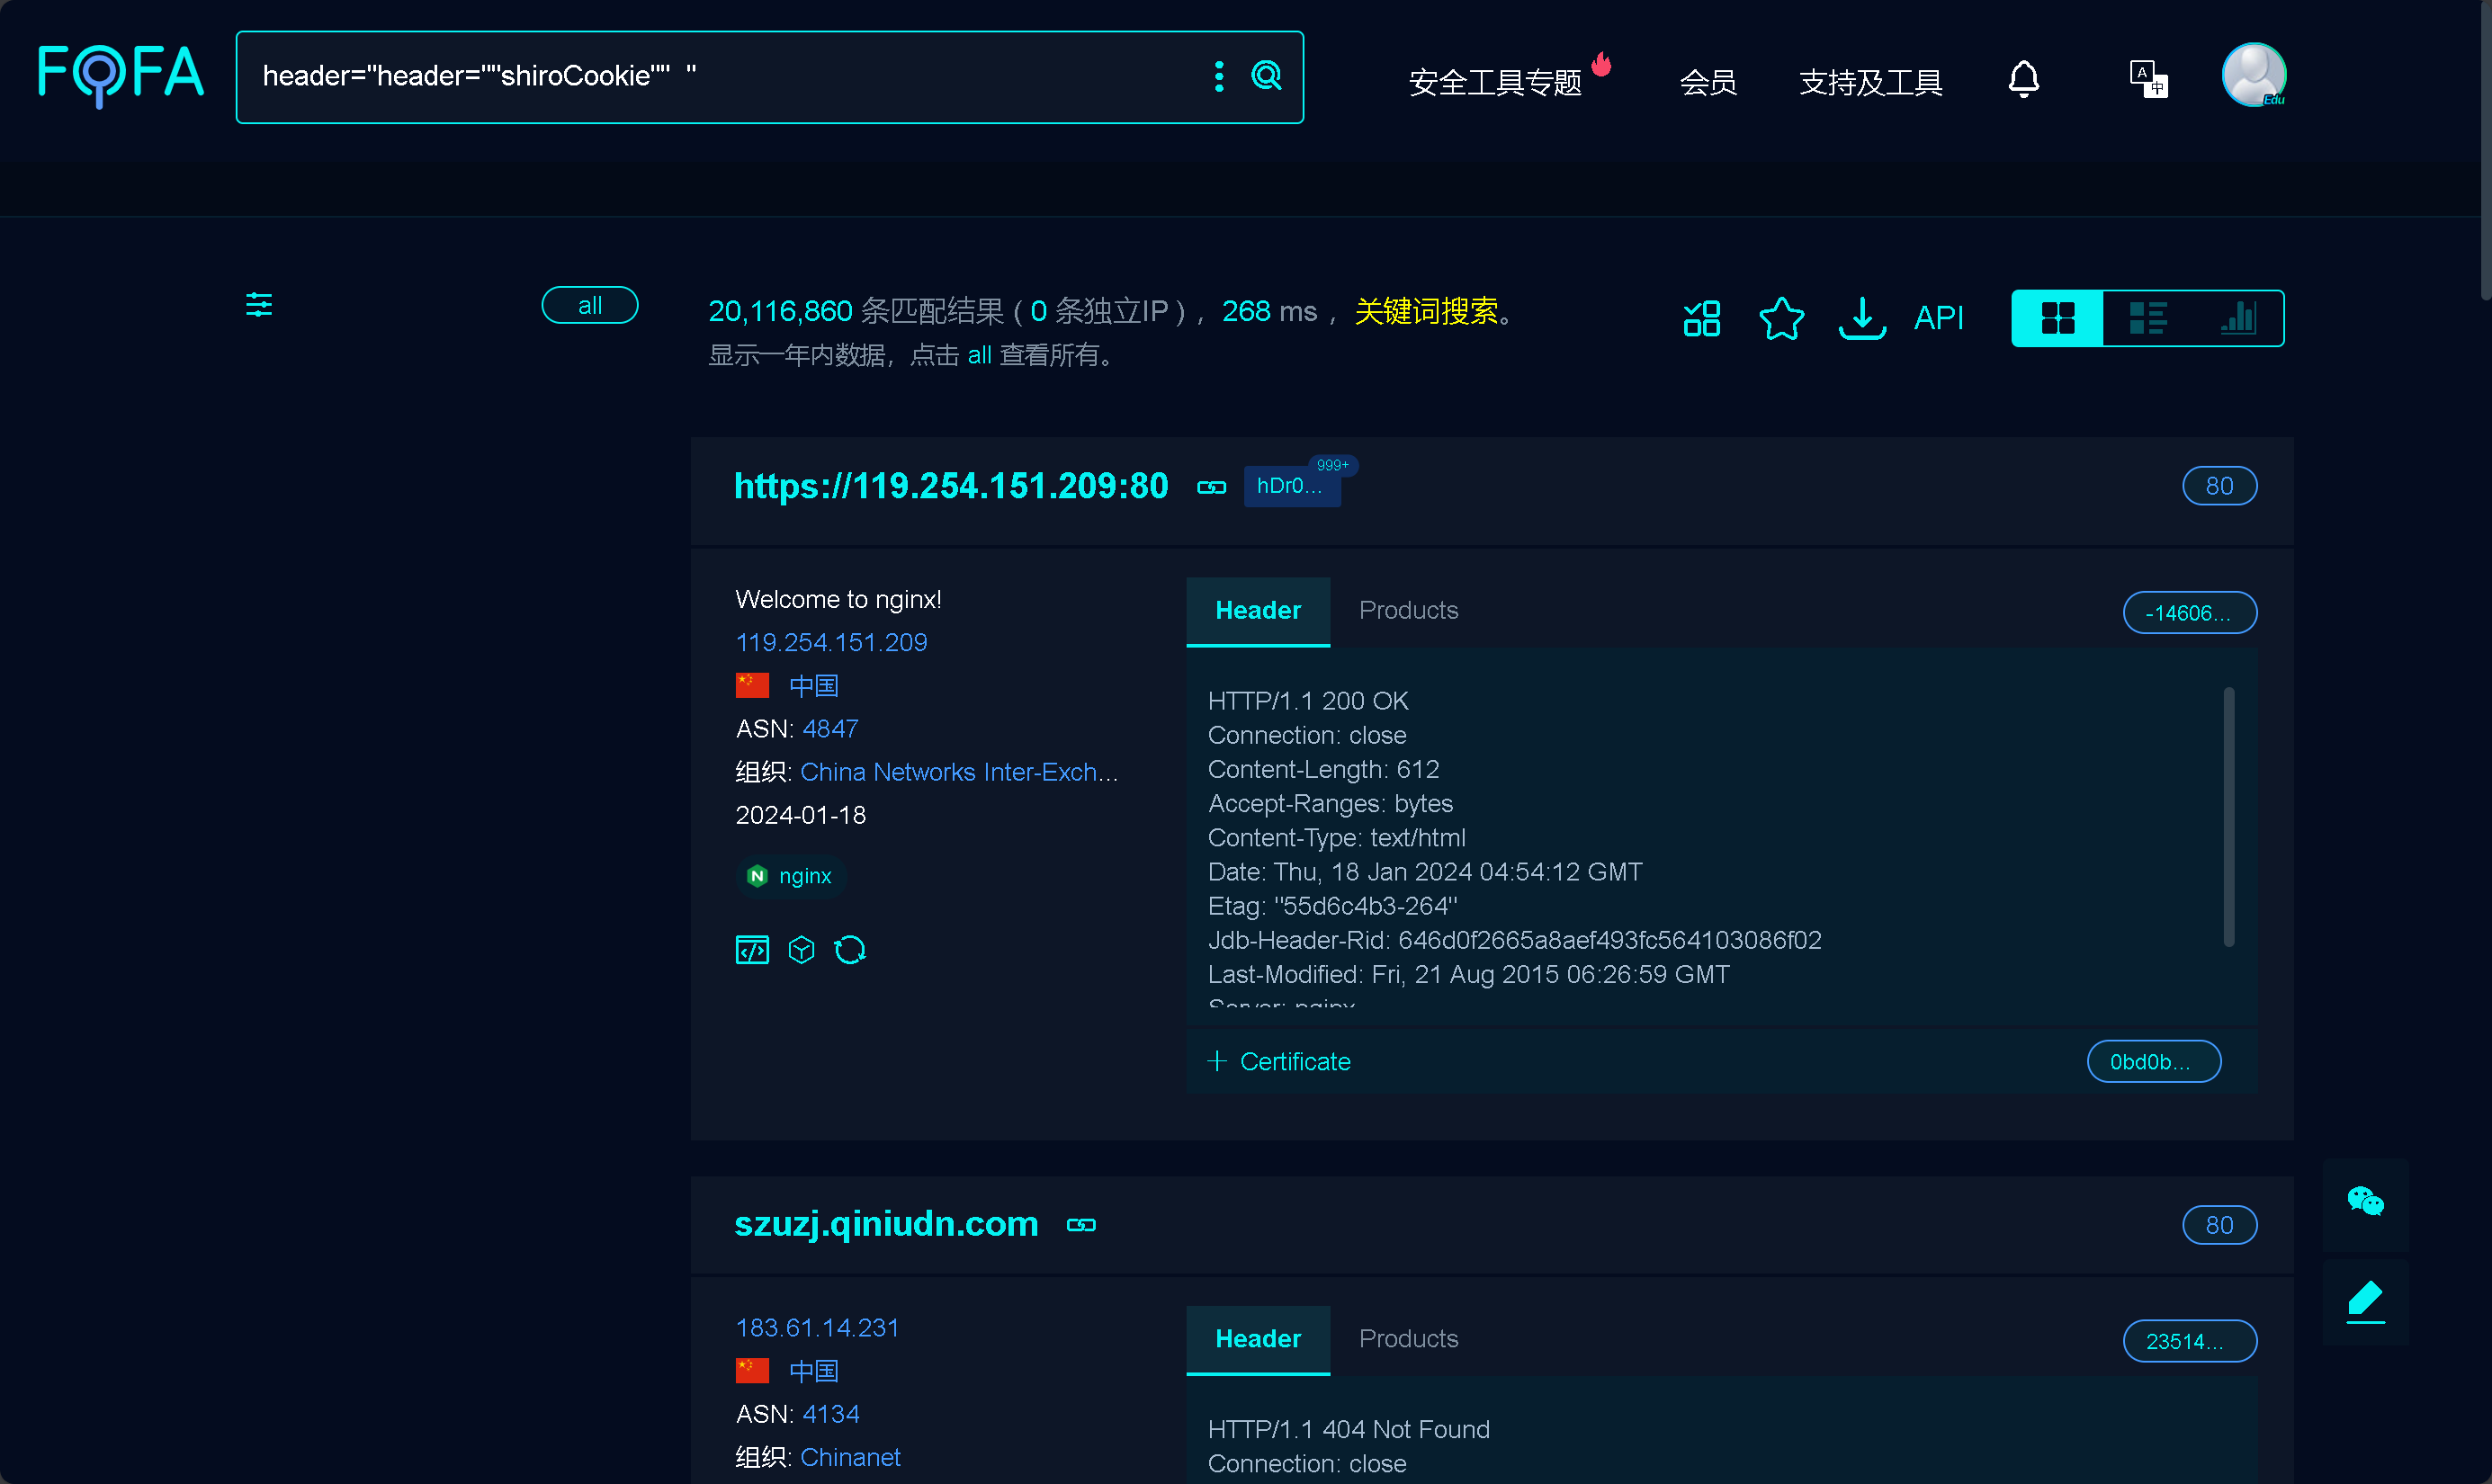 FOFA
header="header=""shiroCookie"" "
安全工具专题
会员
支持及工具
A
中
Edu
all
20,116,860 条匹配结果 ( 0 条独立IP ) ， 268 ms ， 关键词搜索。
显示一年内数据，点击 all 查看所有。
API
https://119.254.151.209:80
hDr0...
999+
80
Welcome to nginx!
119.254.151.209
中国
ASN: 4847
组织: China Networks Inter-Exch...
2024-01-18
N nginx
Header
Products
-14606...
HTTP/1.1 200 OK
Connection: close
Content-Length: 612
Accept-Ranges: bytes
Content-Type: text/html
Date: Thu, 18 Jan 2024 04:54:12 GMT
Etag: "55d6c4b3-264"
Jdb-Header-Rid: 646d0f2665a8aef493fc564103086f02
Last-Modified: Fri, 21 Aug 2015 06:26:59 GMT
Server: nginx
+ Certificate
0bd0b...
szuzj.qiniudn.com
80
183.61.14.231
中国
ASN: 4134
组织: Chinanet
Header
Products
23514...
HTTP/1.1 404 Not Found
Connection: close